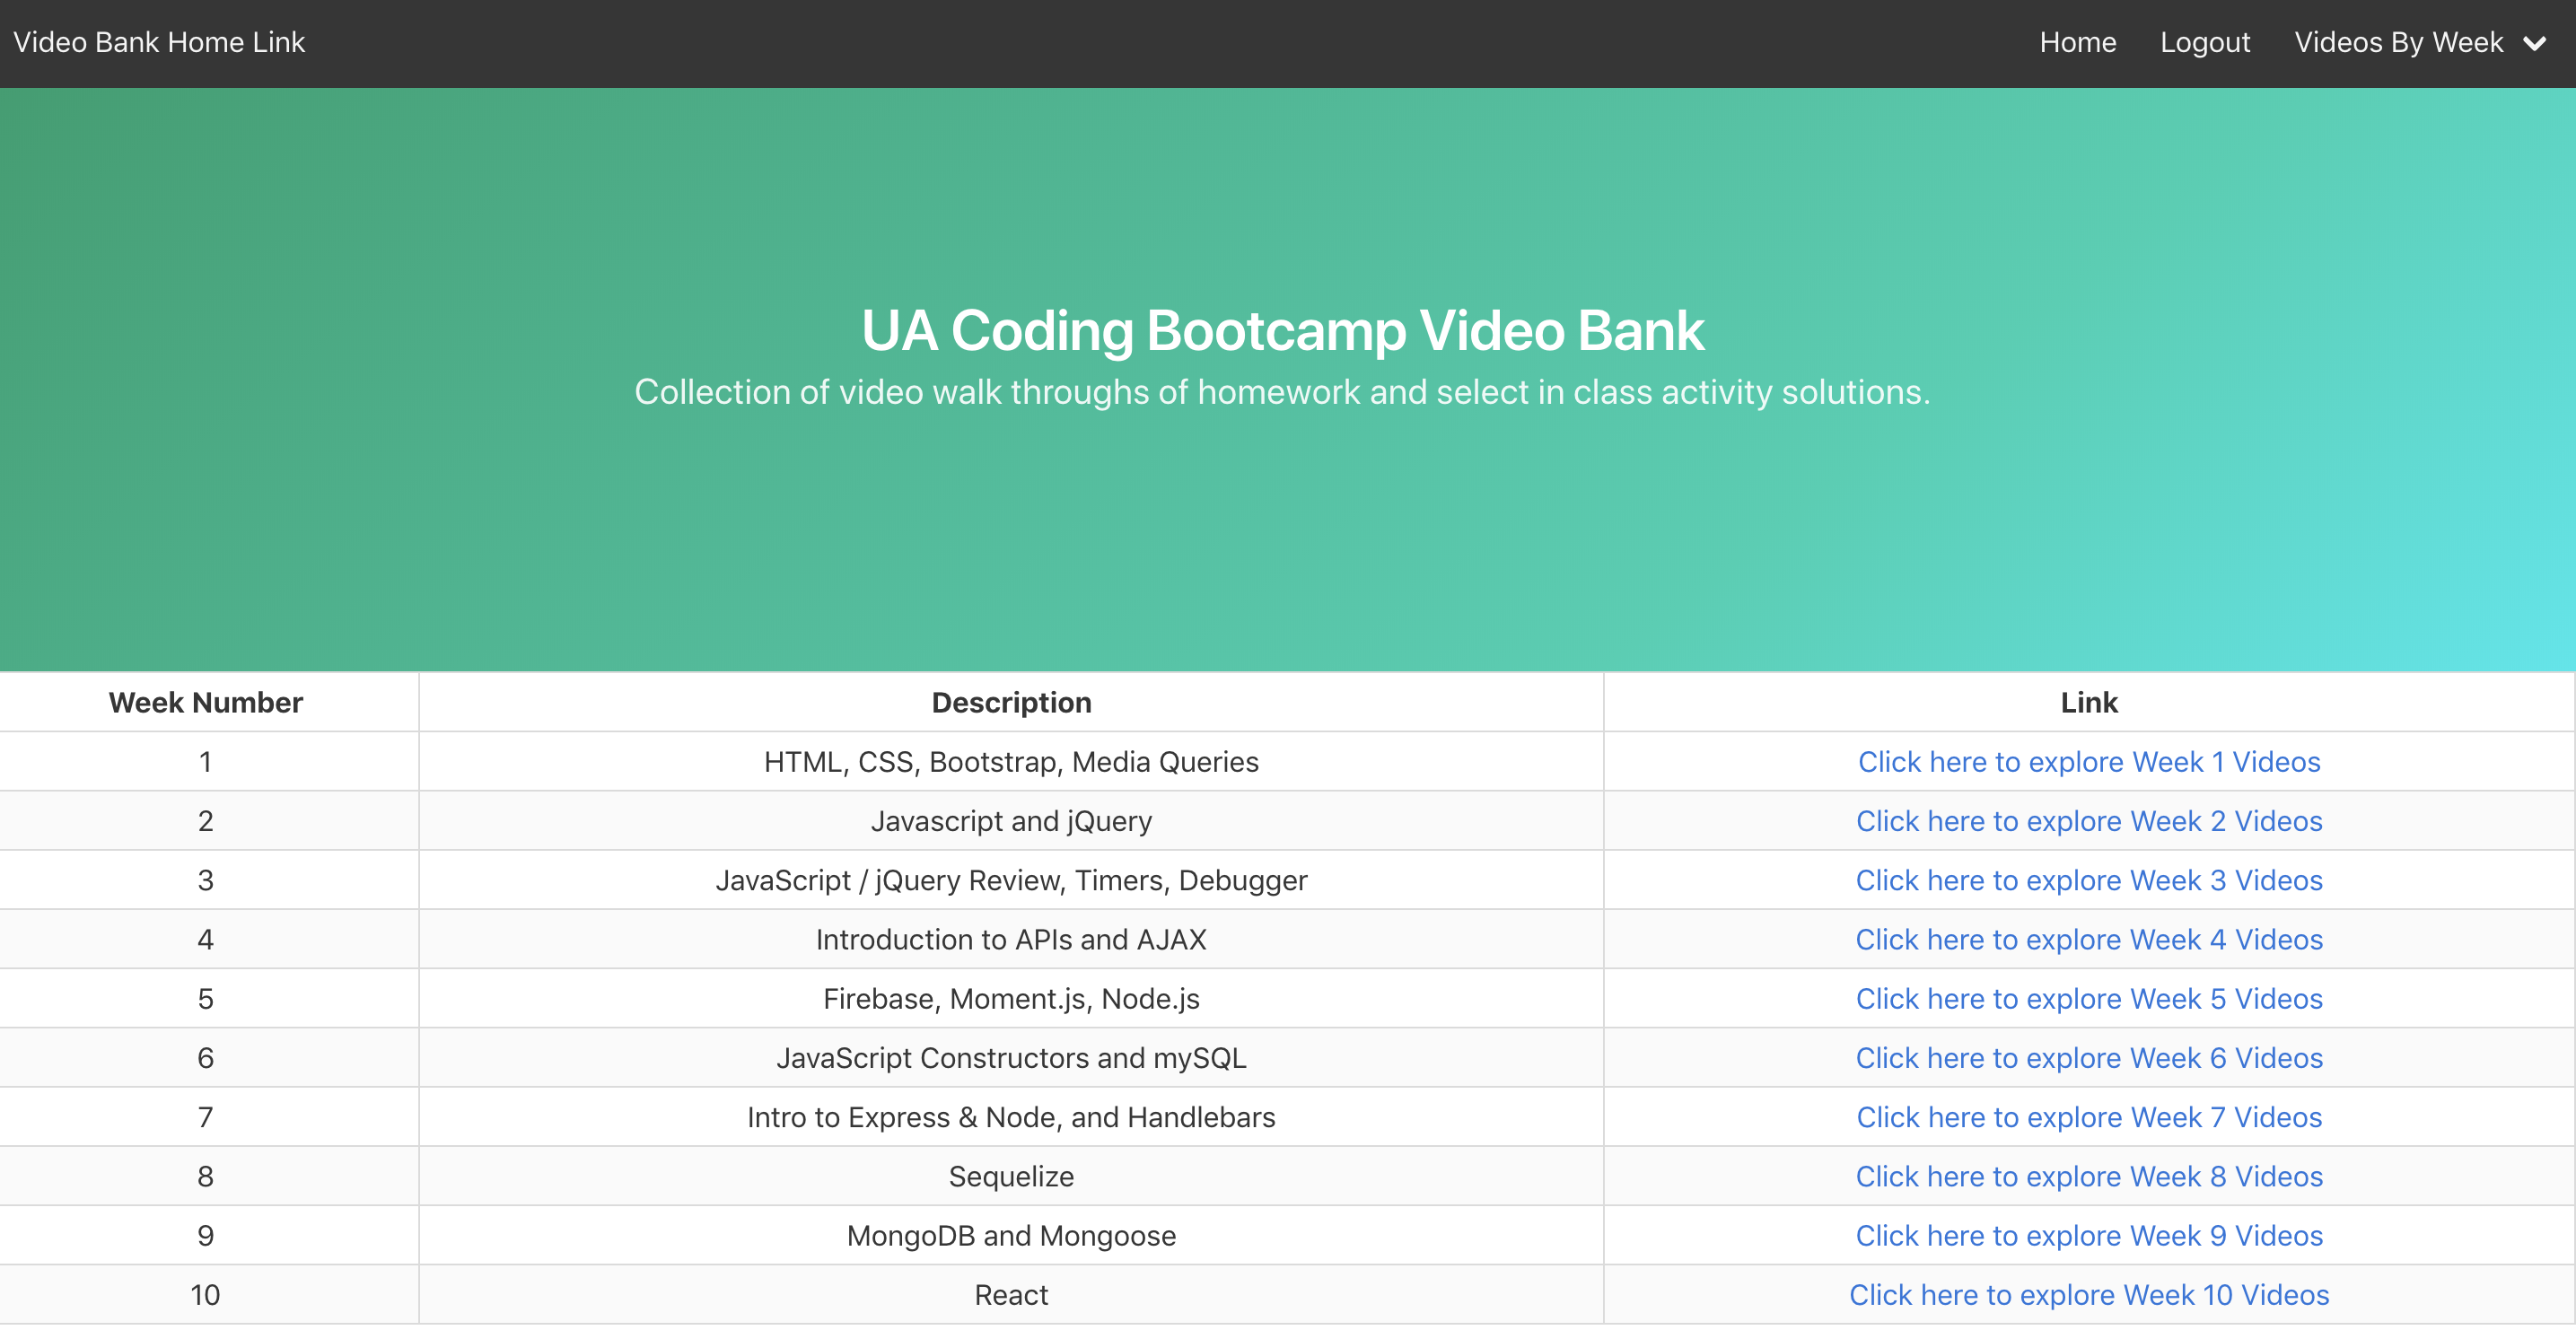 Video Bank Home Link Home Logout Videos By Week
UA Coding Bootcamp Video Bank
Collection of video walk throughs of homework and select in class activity solutions.
Week Number Description Link
1 HTML, CSS, Bootstrap, Media Queries Click here to explore Week 1 Videos
2 Javascript and jQuery Click here to explore Week 2 Videos
3 JavaScript / jQuery Review, Timers, Debugger Click here to explore Week 3 Videos
4 Introduction to APIs and AJAX Click here to explore Week 4 Videos
5 Firebase, Moment.js, Node.js Click here to explore Week 5 Videos
6 JavaScript Constructors and mySQL Click here to explore Week 6 Videos
7 Intro to Express & Node, and Handlebars Click here to explore Week 7 Videos
8 Sequelize Click here to explore Week 8 Videos
9 MongoDB and Mongoose Click here to explore Week 9 Videos
10 React Click here to explore Week 10 Videos